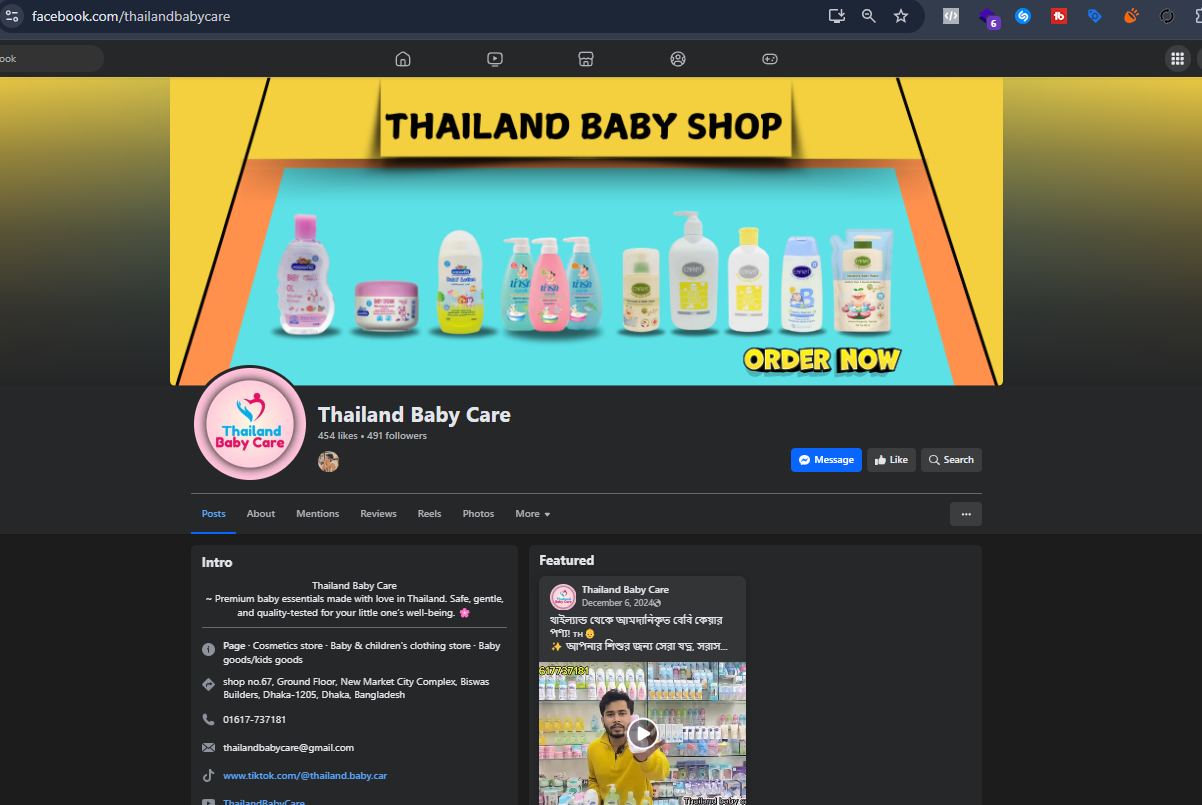 facebook.com/thailandbabycare
6
ook
THAILAND BABY SHOP
ORDER NOW
Thailand
Baby Care
Thailand Baby Care
454 likes • 491 followers
Message
Like
Search
Posts
About
Mentions
Reviews
Reels
Photos
More
Intro
Thailand Baby Care
~ Premium baby essentials made with love in Thailand. Safe, gentle,
and quality-tested for your little one's well-being. 🌸
Page · Cosmetics store · Baby & children's clothing store · Baby
goods/kids goods
shop no.67, Ground Floor, New Market City Complex, Biswas
Builders, Dhaka-1205, Dhaka, Bangladesh
01617-737181
thailandbabycare@gmail.com
www.tiktok.com/@thailand.baby.car
ThailandBabyCare
Featured
Thailand Baby Care
December 6, 2024
থাইল্যান্ড থেকে আমদানিকৃত বেবি কেয়ার
পণ্য! TH 👶
✨ আপনার শিশুর জন্য সেরা যত্ন, সরাস...
617737181
Thailand baby s